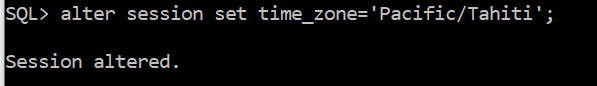 SQL> alter session set time_zone='Pacific/Tahiti';
Session altered.